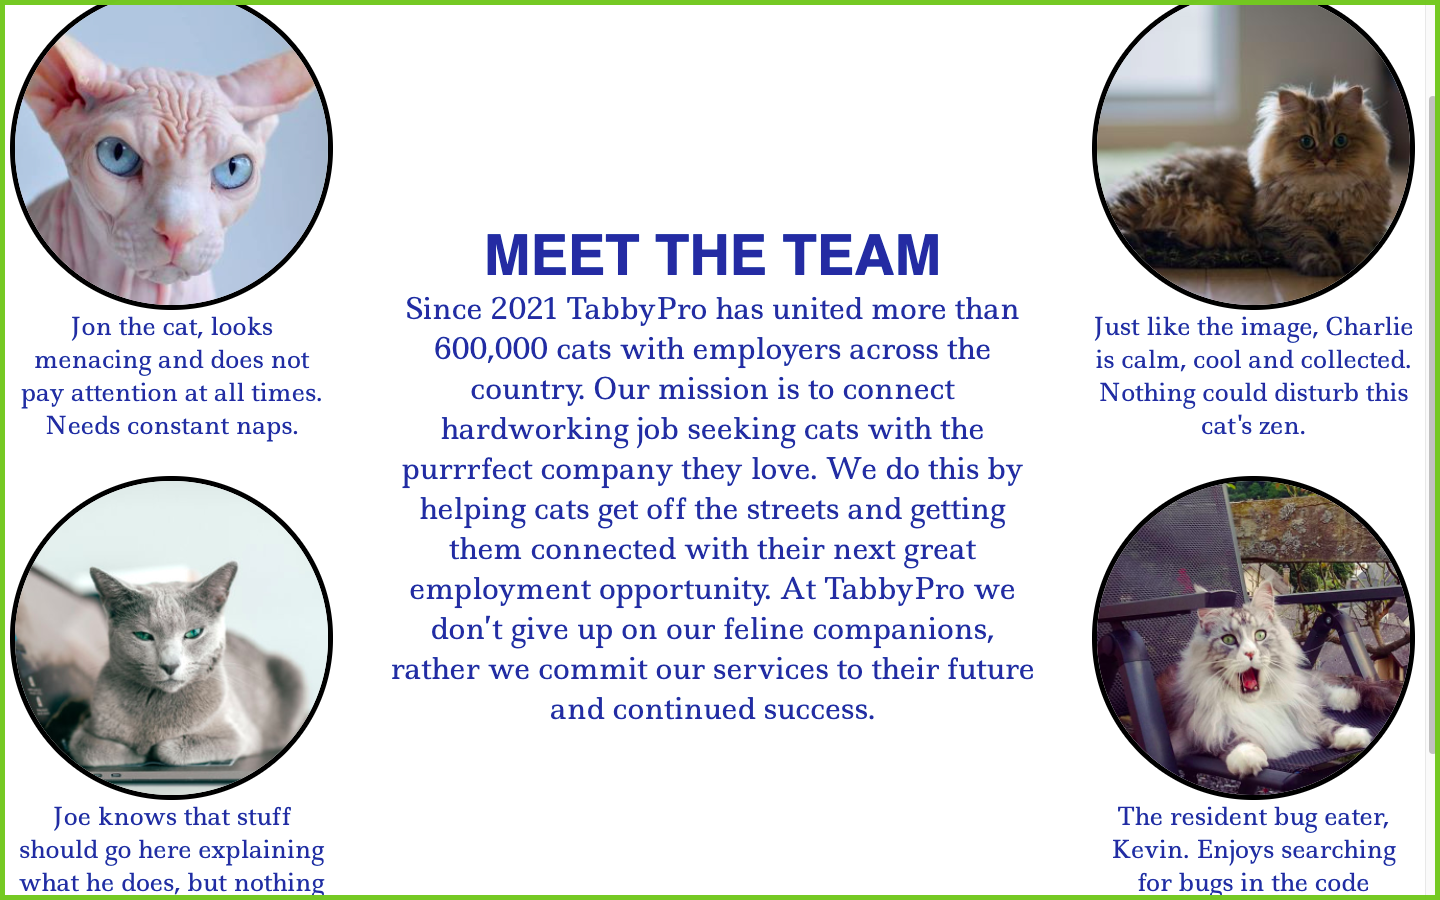 Jon the cat, looks
menacing and does not
pay attention at all times.
Needs constant naps.
Joe knows that stuff
should go here explaining
what he does, but nothing
MEET THE TEAM
Since 2021 TabbyPro has united more than
600,000 cats with employers across the
country. Our mission is to connect
hardworking job seeking cats with the
purrrfect company they love. We do this by
helping cats get off the streets and getting
them connected with their next great
employment opportunity. At TabbyPro we
don't give up on our feline companions,
rather we commit our services to their future
and continued success.
Just like the image, Charlie
is calm, cool and collected.
Nothing could disturb this
cat's zen.
The resident bug eater,
Kevin. Enjoys searching
for bugs in the code